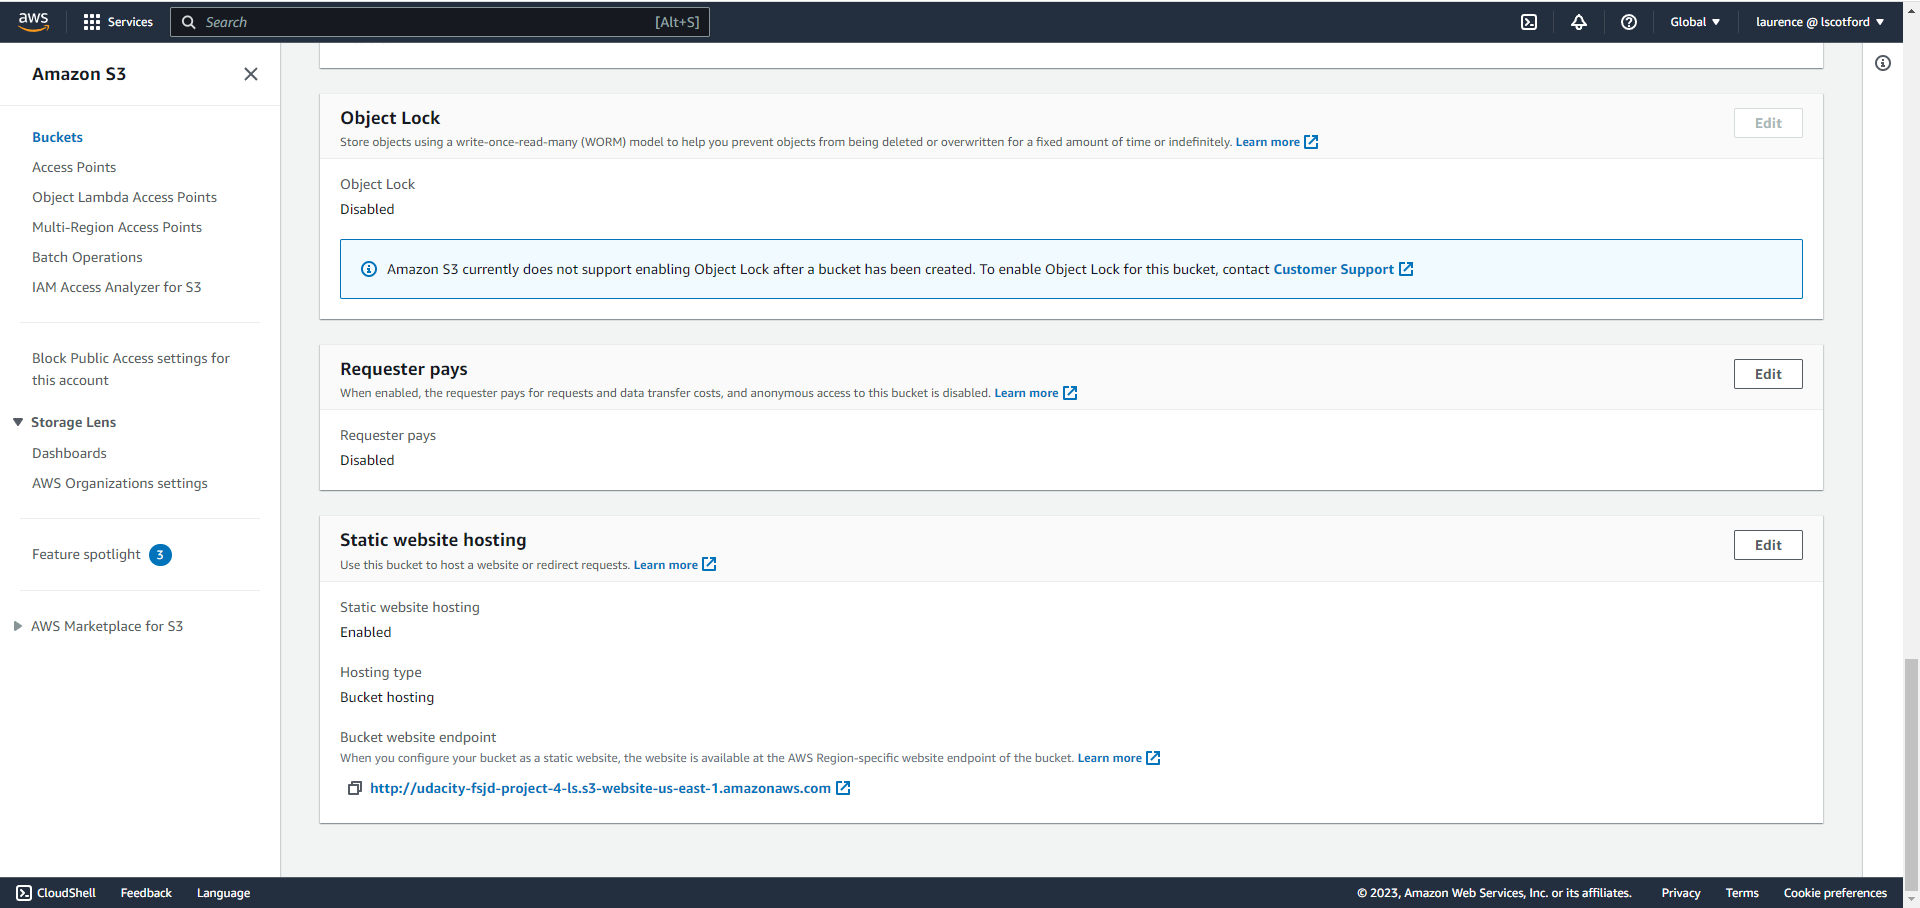 aws
Services
Search
[Alt+S]
Global
laurence @ lscotford
Amazon S3
Buckets
Access Points
Object Lambda Access Points
Multi-Region Access Points
Batch Operations
IAM Access Analyzer for S3
Block Public Access settings for
this account
Storage Lens
Dashboards
AWS Organizations settings
Feature spotlight 3
AWS Marketplace for S3
Object Lock
Edit
Store objects using a write-once-read-many (WORM) model to help you prevent objects from being deleted or overwritten for a fixed amount of time or indefinitely. Learn more
Object Lock
Disabled
Amazon S3 currently does not support enabling Object Lock after a bucket has been created. To enable Object Lock for this bucket, contact Customer Support
Requester pays
Edit
When enabled, the requester pays for requests and data transfer costs, and anonymous access to this bucket is disabled. Learn more
Requester pays
Disabled
Static website hosting
Edit
Use this bucket to host a website or redirect requests. Learn more
Static website hosting
Enabled
Hosting type
Bucket hosting
Bucket website endpoint
When you configure your bucket as a static website, the website is available at the AWS Region-specific website endpoint of the bucket. Learn more
http://udacity-fsjd-project-4-ls.s3-website-us-east-1.amazonaws.com
CloudShell
Feedback
Language
© 2023, Amazon Web Services, Inc. or its affiliates.
Privacy
Terms
Cookie preferences